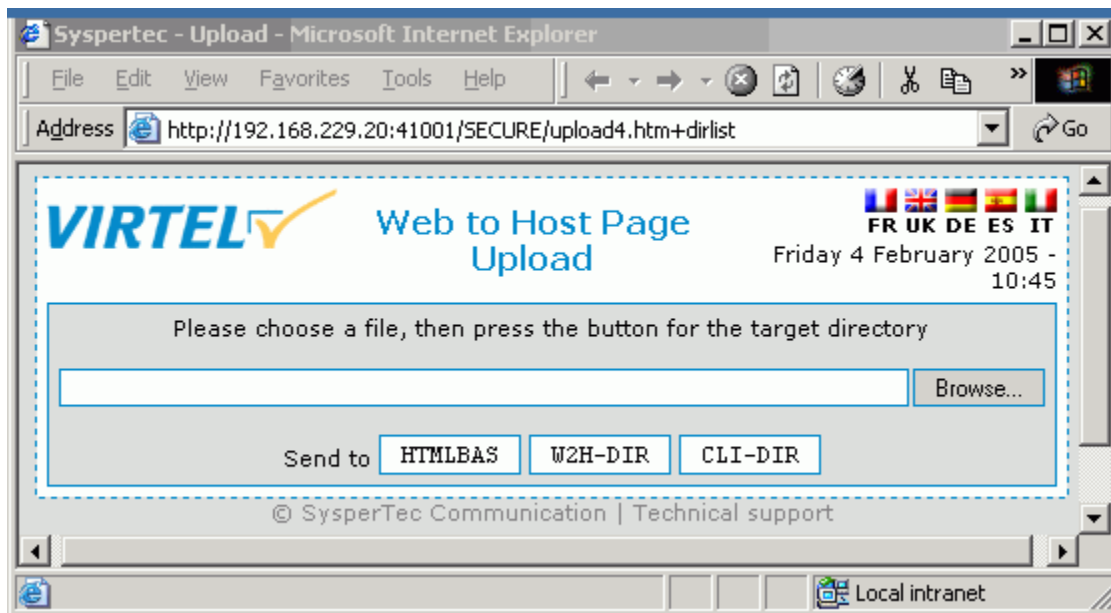 Syspertec - Upload - Microsoft Internet Explorer
File Edit View Favorites Tools Help »
Address http://192.168.229.20:41001/SECURE/upload4.htm+dirlist Go
VIRTEL
Web to Host Page
Upload
FR UK DE ES IT
Friday 4 February 2005 -
10:45
Please choose a file, then press the button for the target directory
Browse...
Send to HTMLBAS W2H-DIR CLI-DIR
© SysperTec Communication | Technical support
Local intranet